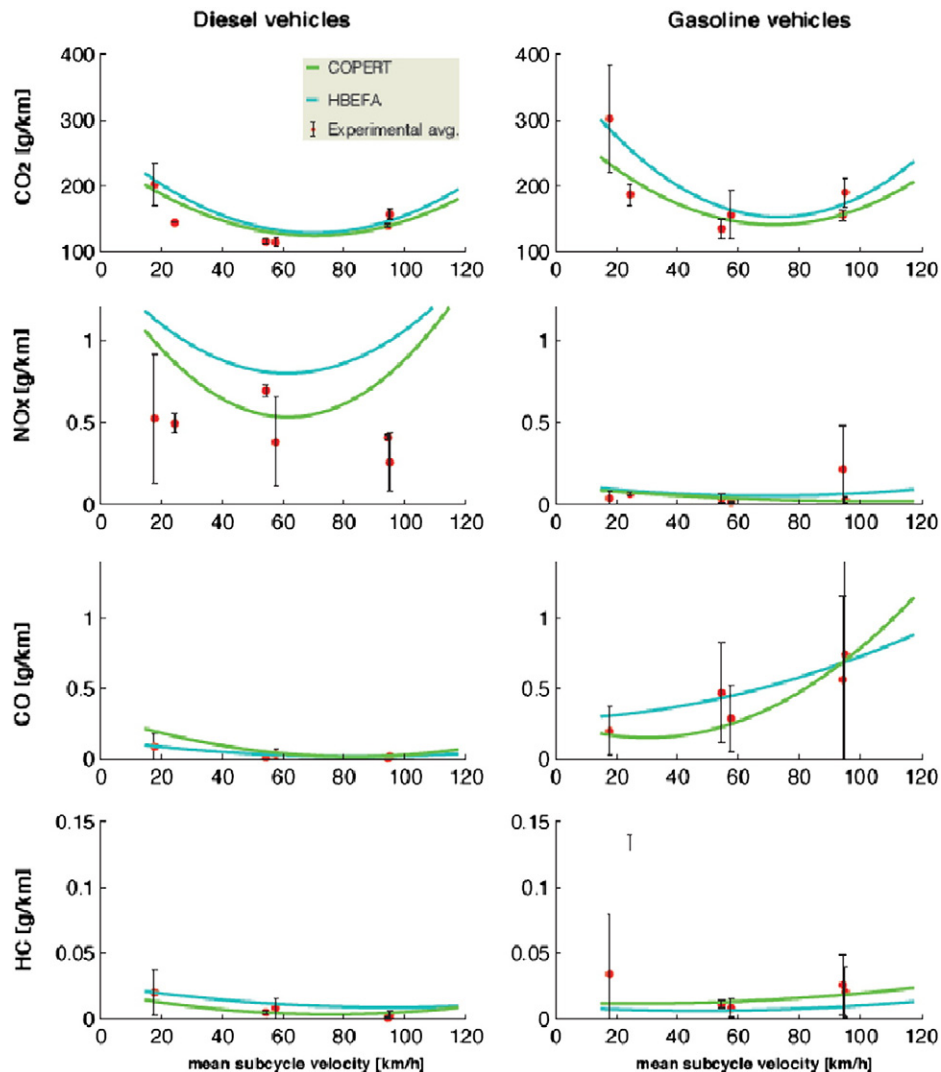 Diesel vehicles
Gasoline vehicles
CO2 [g/km]
400
300
200
100
0 20 40 60 80 100 120
COPERT
HBEFA
Experimental avg.
400
300
200
100
0 20 40 60 80 100 120
NOx [g/km]
1
0.5
0
0 20 40 60 80 100 120
1
0.5
0
0 20 40 60 80 100 120
CO [g/km]
1
0.5
0
0 20 40 60 80 100 120
1
0.5
0
0 20 40 60 80 100 120
HC [g/km]
0.15
0.1
0.05
0
0 20 40 60 80 100 120
mean subcycle velocity [km/h]
0.15
0.1
0.05
0
0 20 40 60 80 100 120
mean subcycle velocity [km/h]